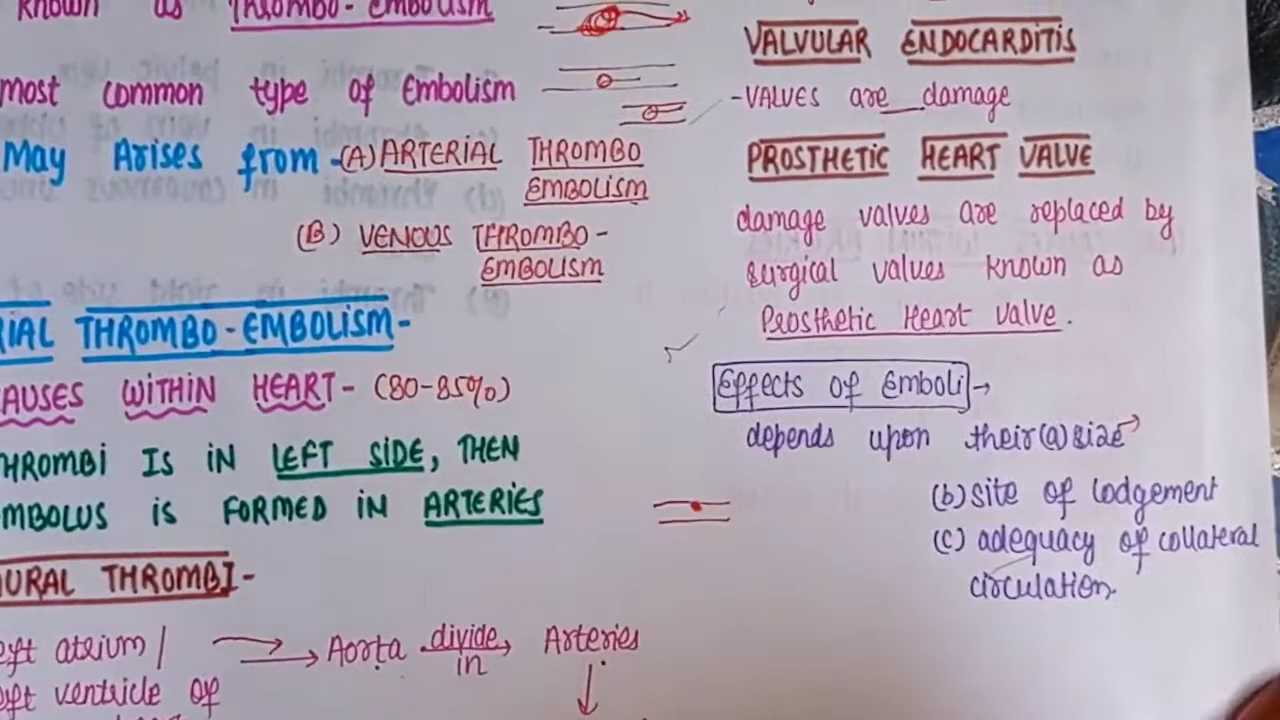 known as THROMBO-EMBOLISM
most common type of Embolism
May Arises from -(A) ARTERIAL THROMBO
EMBOLISM
(B) VENOUS THROMBO-
EMBOLISM
RIAL THROMBO-EMBOLISM-
AUSES WITHIN HEART- (80-85%)
HROMBI IS IN LEFT SIDE, THEN
MBOLUS IS FORMED IN ARTERIES
URAL THROMBI-
eft atrium/ Aorta divide in Arteries
eft ventricle of
VALVULAR ENDOCARDITIS
-VALVES are damage
PROSTHETIC HEART VALVE
damage valves are replaced by
surgical valves known as
Prosthetic Heart valve.
Effects of Emboli→
depends upon their (a) size
(b) site of lodgement
(c) adequacy of collateral
circulation.